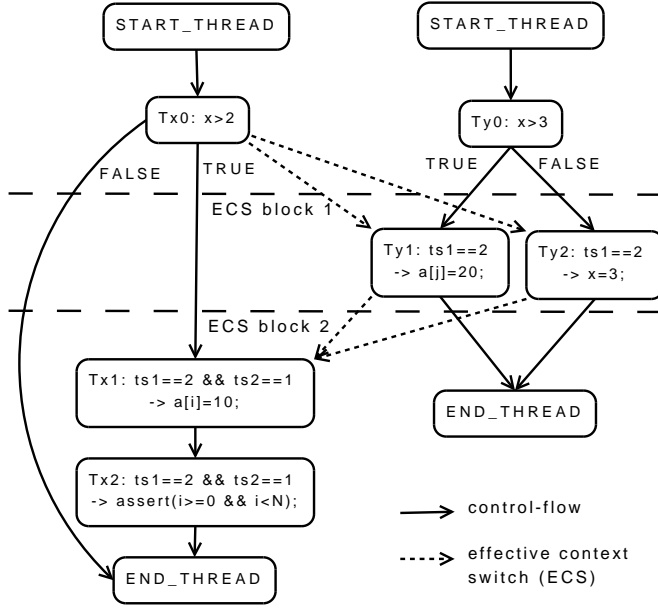 START_THREAD
START_THREAD
Tx0: x>2
Ty0: x>3
FALSE
TRUE
TRUE
FALSE
ECS block 1
Ty1: ts1==2
-> a[j]=20;
Ty2: ts1==2
-> x=3;
ECS block 2
Tx1: ts1==2 && ts2==1
-> a[i]=10;
END_THREAD
Tx2: ts1==2 && ts2==1
-> assert(i>=0 && i<N);
END_THREAD
control-flow
effective context
switch (ECS)